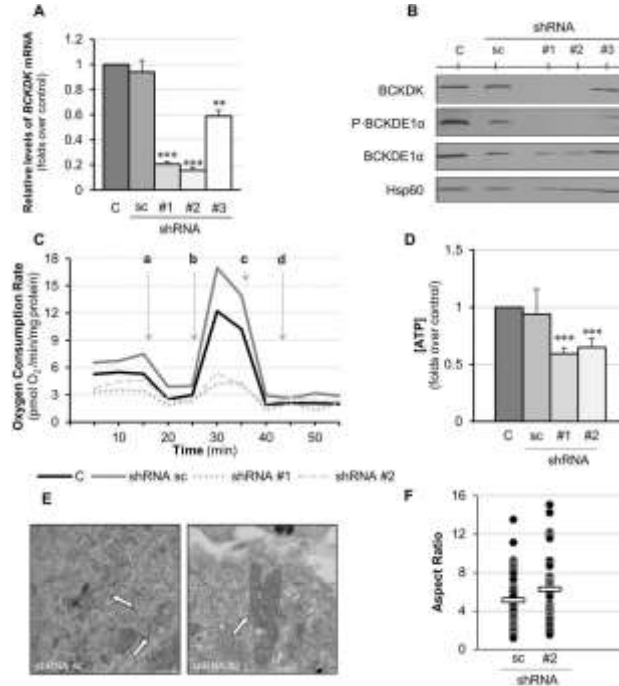 A
Relative levels of BCKDK mRNA
(folds over control)
1.2
1
0.8
0.6
0.4
0.2
0
***
***
**
C sc #1 #2 #3
shRNA
B
shRNA
C sc #1 #2 #3
BCKDK
P-BCKDE1α
BCKDE1α
Hsp60
C
Oxygen Consumption Rate
(pmol O2/min/mg protein)
18
15
12
9
6
3
0
a b c d
10 20 30 40 50
Time (min)
C shRNA sc shRNA #1 shRNA #2
D
[ATP]
(folds over control)
1.5
1
0.5
0
***
***
C sc #1 #2
shRNA
E
shRNA sc
F
Aspect Ratio
16
12
8
4
0
sc #2
shRNA